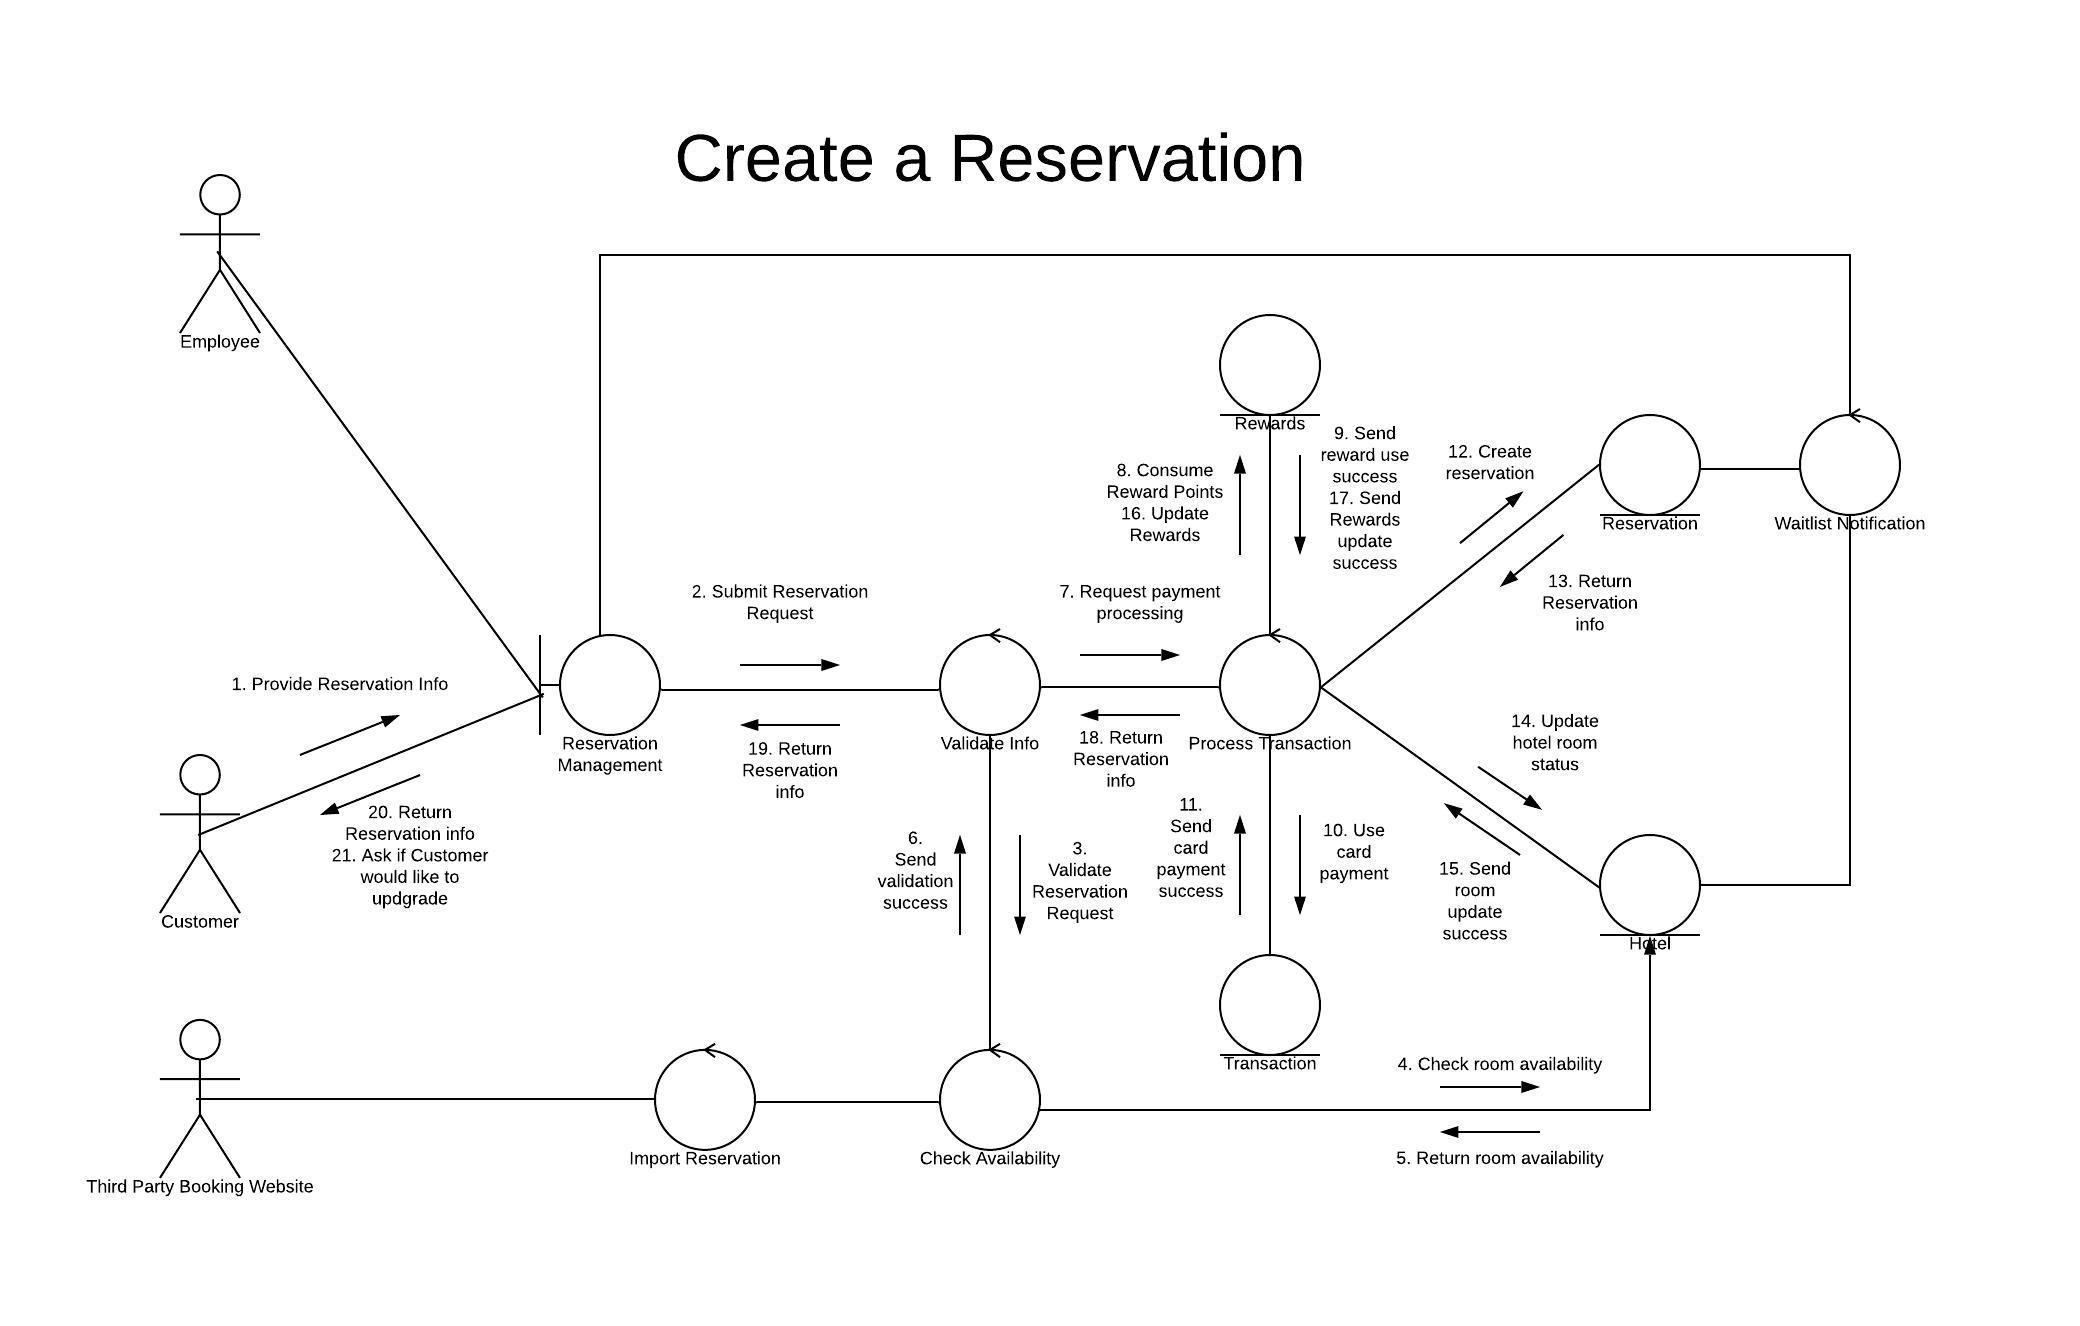 Create a Reservation
Employee
Rewards
9. Send
reward use
success
17. Send
Rewards
update
success
8. Consume
Reward Points
16. Update
Rewards
12. Create
reservation
Reservation
Waitlist Notification
13. Return
Reservation
info
2. Submit Reservation
Request
7. Request payment
processing
1. Provide Reservation Info
Reservation
Management
19. Return
Reservation
info
Validate Info
18. Return
Reservation
info
Process Transaction
14. Update
hotel room
status
20. Return
Reservation info
21. Ask if Customer
would like to
updgrade
Customer
6.
Send
validation
success
3.
Validate
Reservation
Request
11.
Send
card
payment
success
10. Use
card
payment
15. Send
room
update
success
Hotel
Transaction
4. Check room availability
5. Return room availability
Import Reservation
Check Availability
Third Party Booking Website